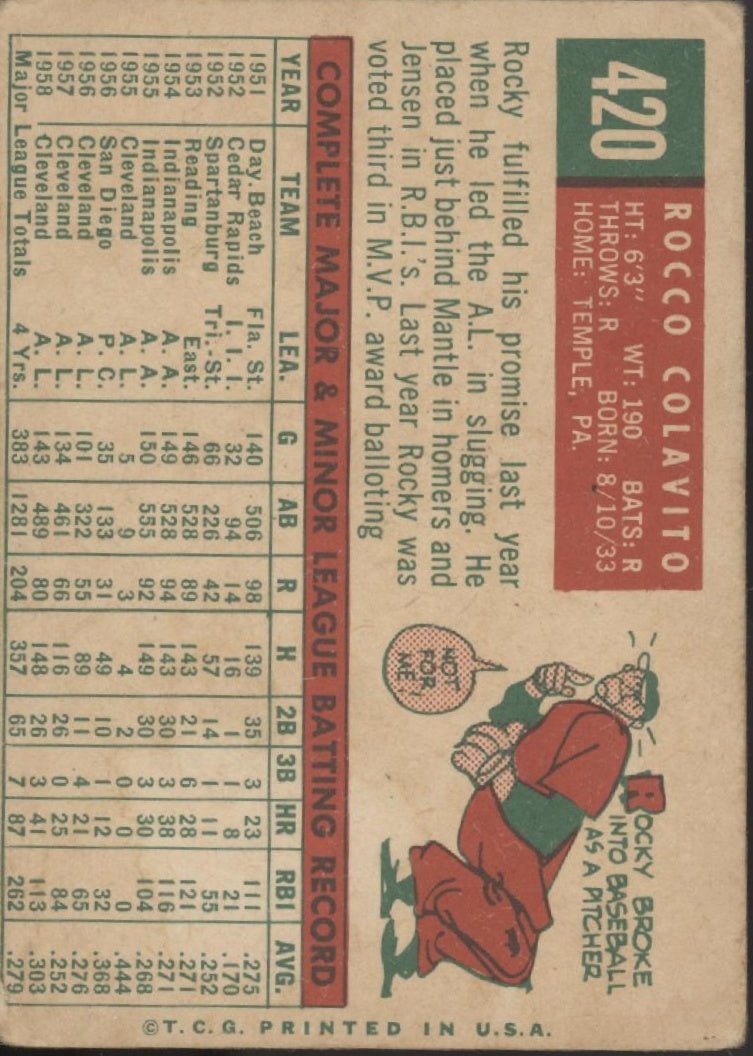 420
ROCCO COLAVITO
HT: 6'3" WT: 190 BATS: R
THROWS: R BORN: 8/10/33
HOME: TEMPLE, PA.
Rocky fulfilled his promise last year
when he led the A.L. in slugging. He
placed just behind Mantle in homers and
Jensen in R.B.I.'s. Last year Rocky was
voted third in M.V.P. award balloting
ROCKY BROKE
INTO BASEBALL
AS A PITCHER
NOT
FOR
ME!
COMPLETE MAJOR & MINOR LEAGUE BATTING RECORD
YEAR TEAM LEA. G AB R H 2B 3B HR RBI AVG.
1951 Day. Beach Fla. St. 140 506 98 139 35 3 23 111 .275
1952 Cedar Rapids I. I. I. 32 94 14 16 1 1 8 21 .170
1952 Spartanburg Tri.-St. 66 226 42 57 14 1 11 55 .252
1953 Reading East. 146 528 89 143 21 6 28 121 .271
1954 Indianapolis A. A. 149 528 94 143 30 3 38 116 .271
1955 Indianapolis A. A. 150 555 92 149 30 3 30 104 .268
1955 Cleveland A. L. 5 9 3 4 2 0 0 0 .444
1956 San Diego P. C. 35 133 31 49 10 1 12 32 .368
1956 Cleveland A. L. 101 322 55 89 11 4 21 65 .276
1957 Cleveland A. L. 134 461 66 116 26 0 25 84 .252
1958 Cleveland A. L. 143 489 80 148 26 3 41 113 .303
Major League Totals 4 Yrs. 383 1281 204 357 65 7 87 262 .279
©T. C. G. PRINTED IN U.S.A.